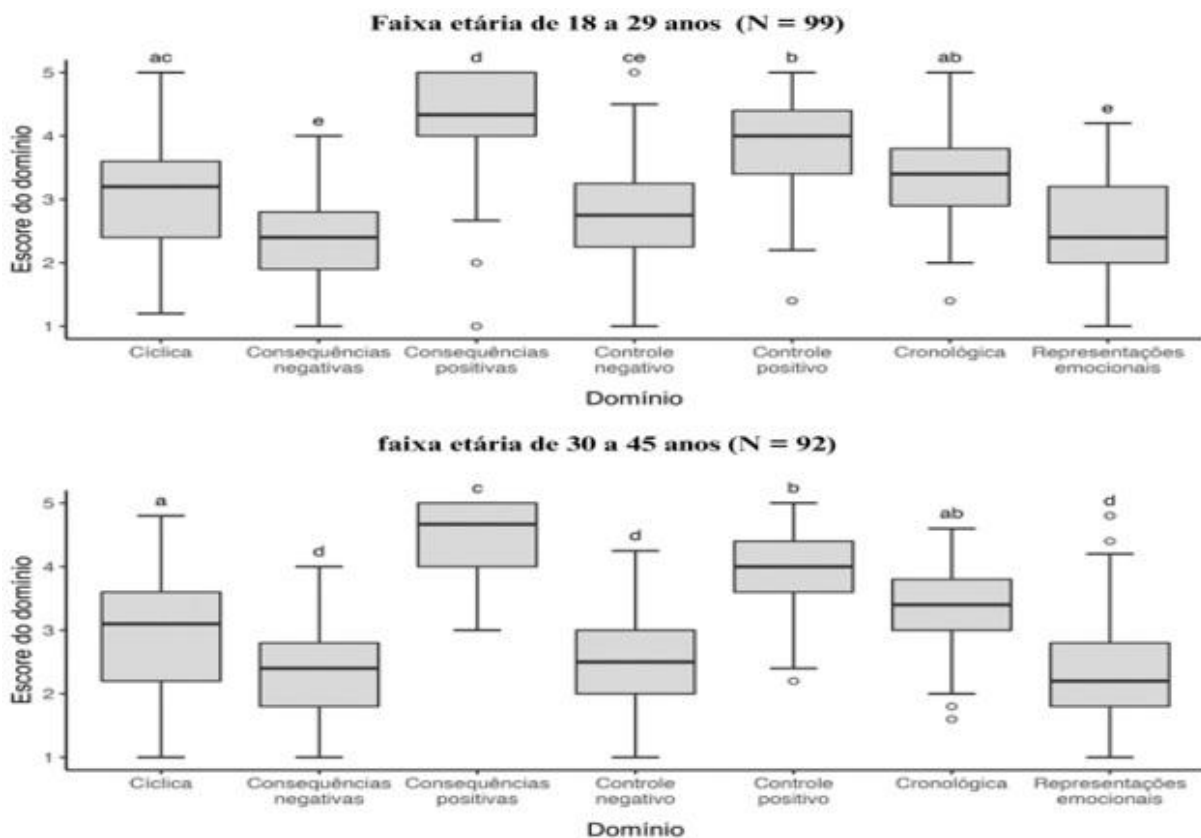 Faixa etária de 18 a 29 anos (N = 99)
ac e d ce b ab e
Escore do domínio
5
4
3
2
1
Cíclica Consequências negativas Consequências positivas Controle negativo Controle positivo Cronológica Representações emocionais
Domínio
faixa etária de 30 a 45 anos (N = 92)
a d c d b ab d
Escore do domínio
5
4
3
2
1
Cíclica Consequências negativas Consequências positivas Controle negativo Controle positivo Cronológica Representações emocionais
Domínio